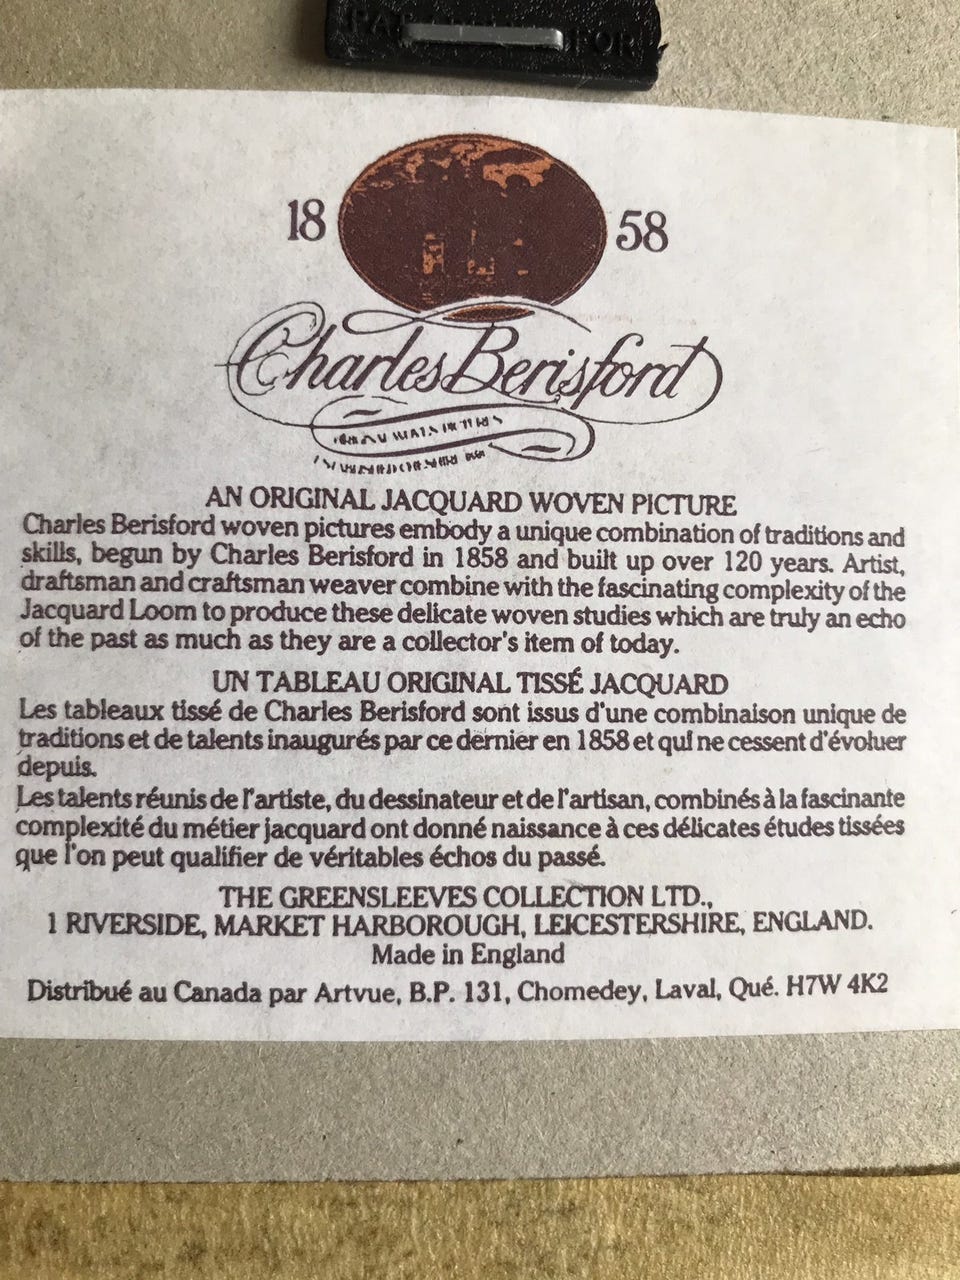 18 58
Charles Berisford
AN ORIGINAL JACQUARD WOVEN PICTURE
Charles Berisford woven pictures embody a unique combination of traditions and
skills, begun by Charles Berisford in 1858 and built up over 120 years. Artist,
draftsman and craftsman weaver combine with the fascinating complexity of the
Jacquard Loom to produce these delicate woven studies which are truly an echo
of the past as much as they are a collector's item of today.
UN TABLEAU ORIGINAL TISSÉ JACQUARD
Les tableaux tissé de Charles Berisford sont issus d'une combinaison unique de
traditions et de talents inaugurés par ce dernier en 1858 et qui ne cessent d'évoluer
depuis.
Les talents réunis de l'artiste, du dessinateur et de l'artisan, combinés à la fascinante
complexité du métier jacquard ont donné naissance à ces délicates études tissées
que l'on peut qualifier de véritables échos du passé.
THE GREENSLEEVES COLLECTION LTD.,
1 RIVERSIDE, MARKET HARBOROUGH, LEICESTERSHIRE, ENGLAND.
Made in England
Distribué au Canada par Artvue, B.P. 131, Chomedey, Laval, Qué. H7W 4K2